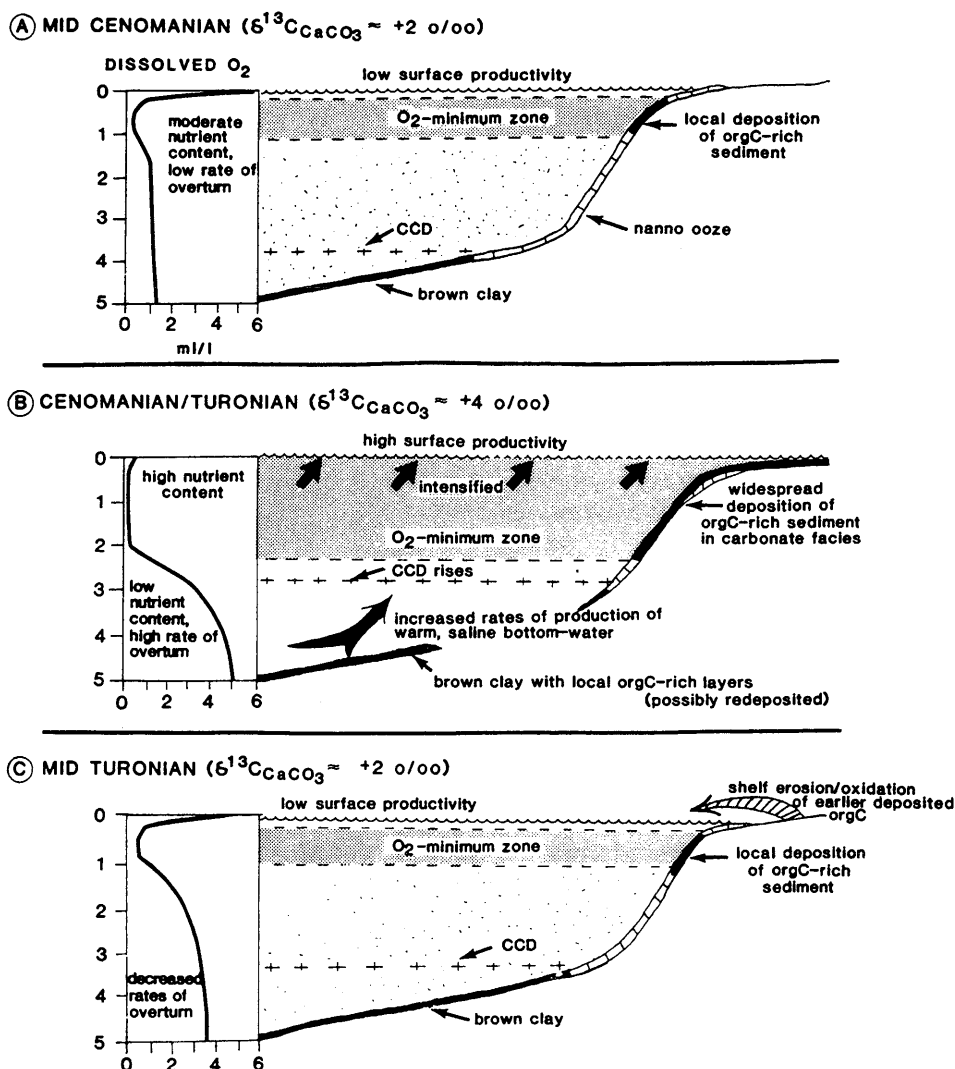 Ⓐ MID CENOMANIAN (δ¹³C CaCO₃ ≈ +2 o/oo)
DISSOLVED O₂
low surface productivity
0
1
2
3
4
5
moderate
nutrient
content,
low rate of
overturn
O₂-minimum zone
local deposition
of orgC-rich
sediment
CCD
nanno ooze
brown clay
0 2 4 6
ml/l
Ⓑ CENOMANIAN/TURONIAN (δ¹³C CaCO₃ ≈ +4 o/oo)
high surface productivity
0
1
2
3
4
5
high nutrient
content
low
nutrient
content,
high rate of
overturn
intensified
O₂-minimum zone
widespread
deposition of
orgC-rich sediment
in carbonate facies
CCD rises
increased rates of production of
warm, saline bottom-water
brown clay with local orgC-rich layers
(possibly redeposited)
0 2 4 6
Ⓒ MID TURONIAN (δ¹³C CaCO₃ ≈ +2 o/oo)
low surface productivity
shelf erosion/oxidation
of earlier deposited
orgC
0
1
2
3
4
5
O₂-minimum zone
local deposition
of orgC-rich
sediment
CCD
decreased
rates of
overturn
brown clay
0 2 4 6